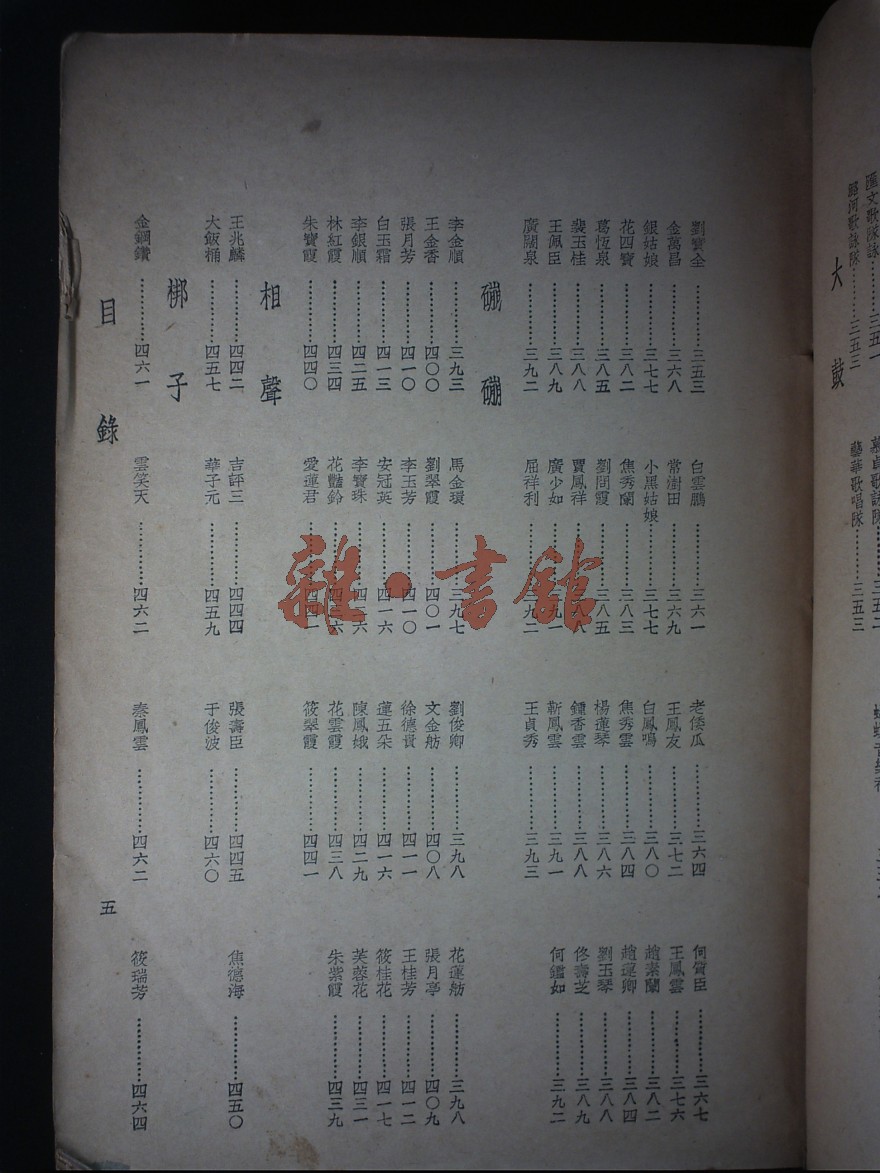 匯文歌隊詠……三五一
昭河歌詠隊……三五三　藝華歌唱隊……三五三
大鼓
劉寶全……三五三　白雲鵬……三六一　老倭瓜……三六四　何質臣……三六七
金萬昌……三六八　常澍田……三六九　王鳳友……三七二　王鳳雲……三七六
銀姑娘……三七七　小黑姑娘……三七七　白鳳鳴……三八〇　趙素蘭……三八二
花四寶……三八二　焦秀蘭……三八三　焦秀雲……三八四　趙蓮卿……三八四
葛恆泉……三八五　劉問霞……三八五　楊蓮琴……三八六　劉玉琴……三八八
裴玉桂……三八八　賈鳳祥……三八八　鍾香雲……三八八　佟壽芝……三八九
王佩臣……三八九　廣少如……九一　靳鳳雲……三九一　何鑑如……三九二
廣闊泉……三九二　屈祥利……三九二　王貞秀……三九三
磞磞
李金順……三九三　馬金環……三九七　劉俊卿……三九八　花蓮舫……三九八
王金香……四〇〇　劉翠霞……四〇一　文金舫……四〇八　張月亭……四〇九
張月芳……四一〇　李玉芳……四一〇　徐德貴……四一一　王桂芳……四一二
白玉霜……四一三　安冠英……四一六　蓮五朵……四一六　筱桂花……四一七
李銀順……四二五　李寶珠……　陳鳳娥……四二九　芙蓉花……四三一
林紅霞……四三四　花豔鈴……　花雲霞……四三八　朱紫霞……四三九
朱寶霞……四四〇　愛蓮君……四四一　筱翠霞……四四一
相聲
王兆麟……四四二　吉評三……四四四　張壽臣……四四五　焦德海……四五〇
大飯桶……四五七　華子元……四五九　于俊波……四六〇
梆子
金鋼鑽……四六一　雲笑天……四六二　秦鳳雲……四六二　筱瑞芳……四六四
目錄
五
雜·書館